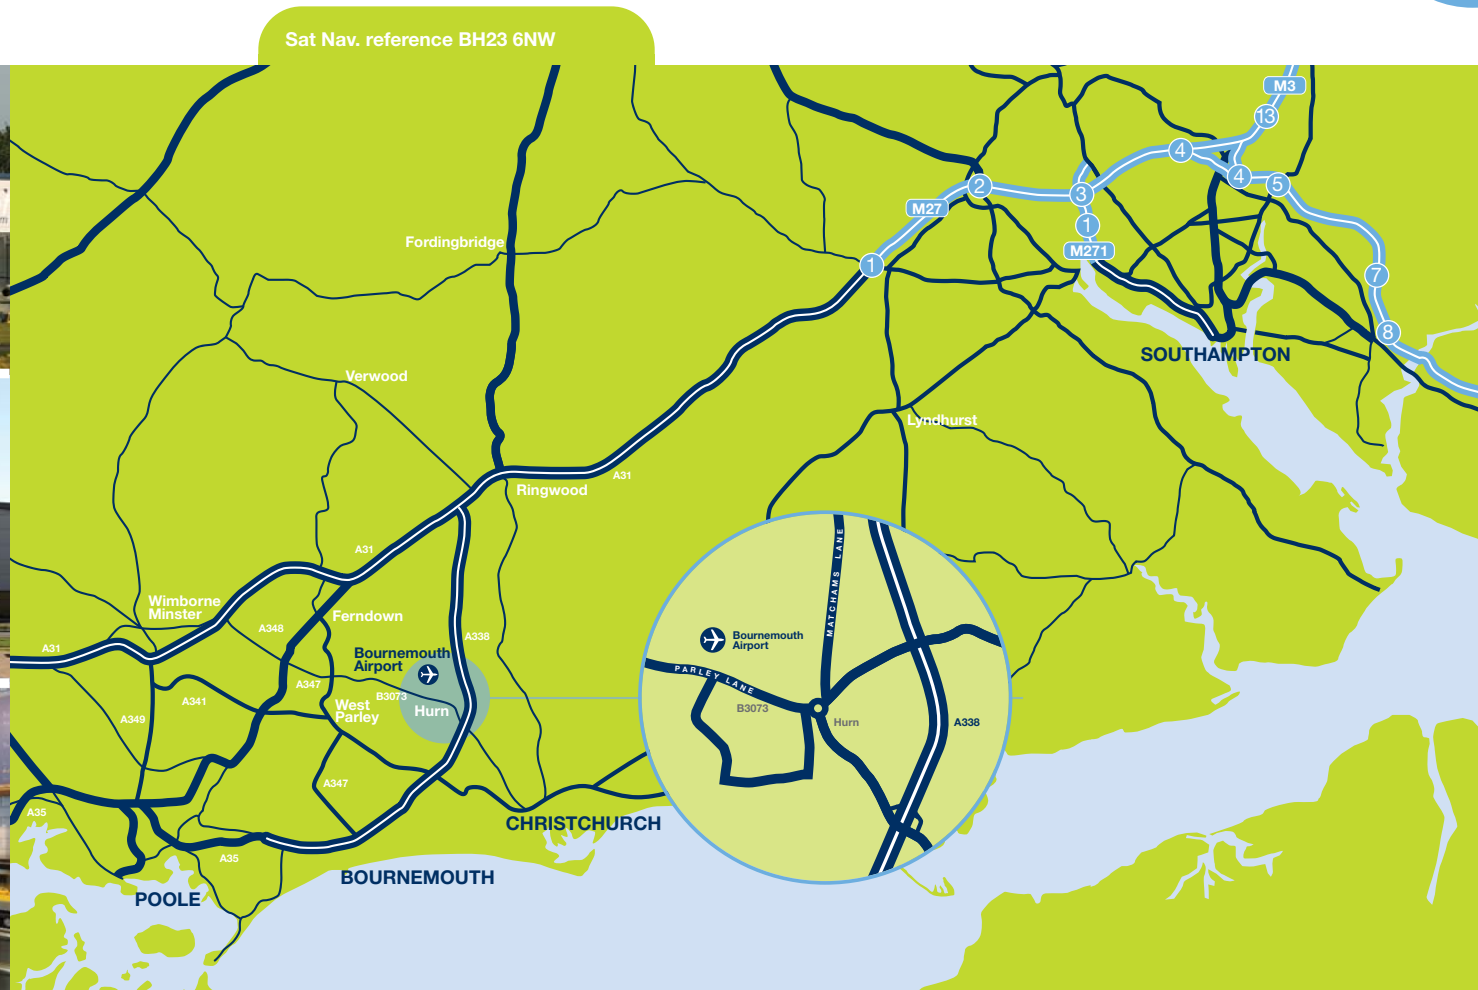 Sat Nav. reference BH23 6NW
M3
13
4
4
5
2
3
M27
1
M271
1
7
8
Fordingbridge
SOUTHAMPTON
Verwood
Lyndhurst
A31
Ringwood
A31
Wimborne
Minster
Ferndown
A348
A338
A31
Bournemouth
Airport
A347
B3073
A341
West
Parley
Hurn
A349
A347
A35
CHRISTCHURCH
A35
BOURNEMOUTH
POOLE
MATCHAMS LANE
Bournemouth
Airport
PARLEY LANE
B3073
Hurn
A338